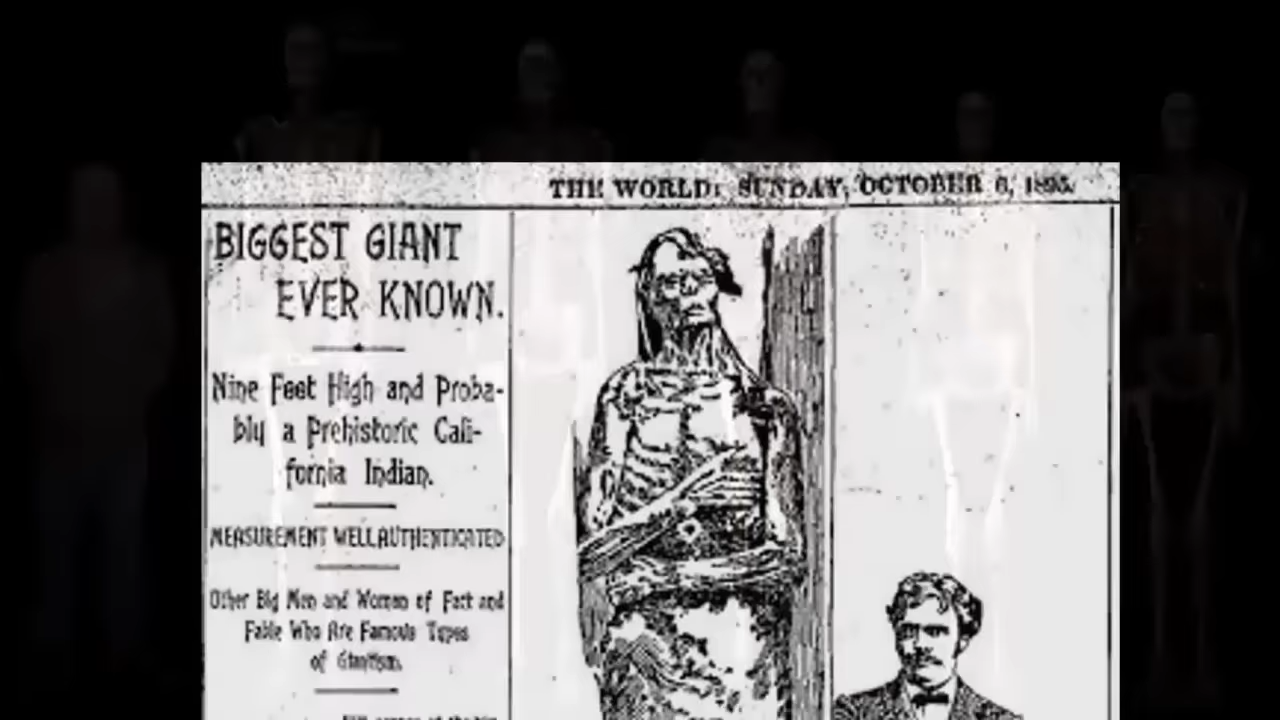 THE WORLD: SUNDAY, OCTOBER 6, 1895.
BIGGEST GIANT
EVER KNOWN.
Nine Feet High and Proba-
bly a Prehistoric Cali-
fornia Indian.
MEASUREMENT WELL AUTHENTICATED
Other Big Men and Women of Fact and
Fable Who Are Famous Types
of Giantism.